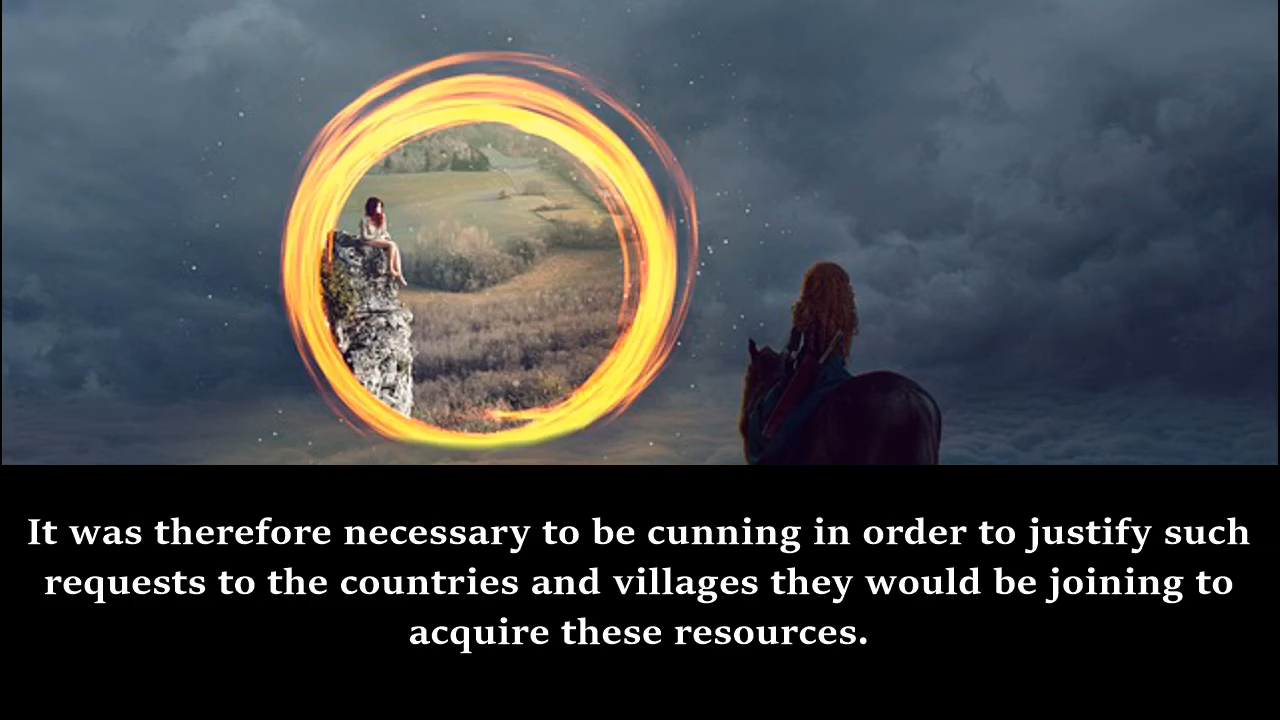 It was therefore necessary to be cunning in order to justify such
requests to the countries and villages they would be joining to
acquire these resources.